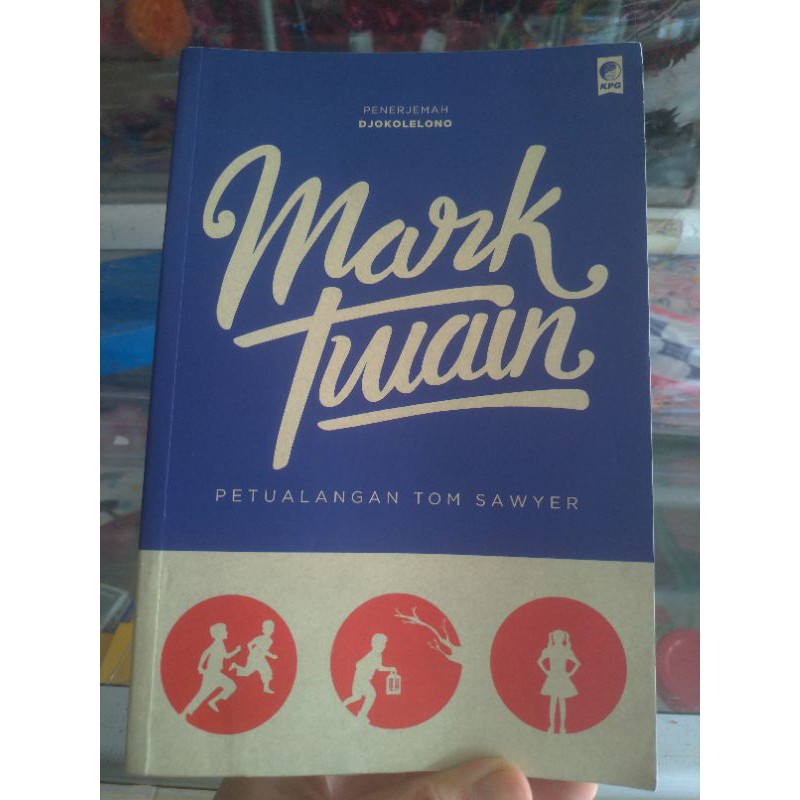 KPG
PENERJEMAH
DJOKOLELONO
Mark
Twain
PETUALANGAN TOM SAWYER